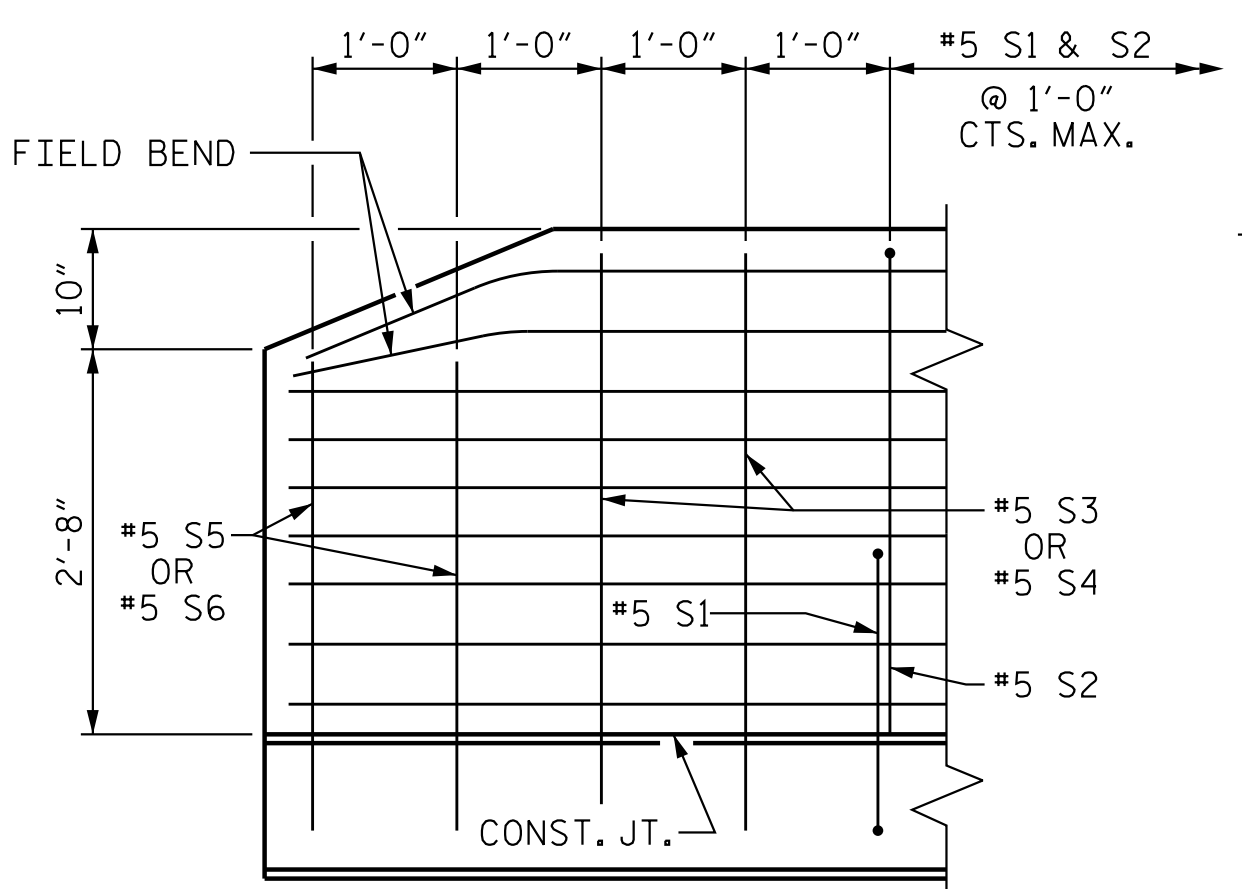 1'-0" 1'-0" 1'-0" 1'-0" #5 S1 & S2
@ 1'-0"
CTS. MAX.
FIELD BEND
10"
2'-8"
#5 S5
OR
#5 S6
#5 S3
OR
#5 S4
#5 S1
#5 S2
CONST. JT.